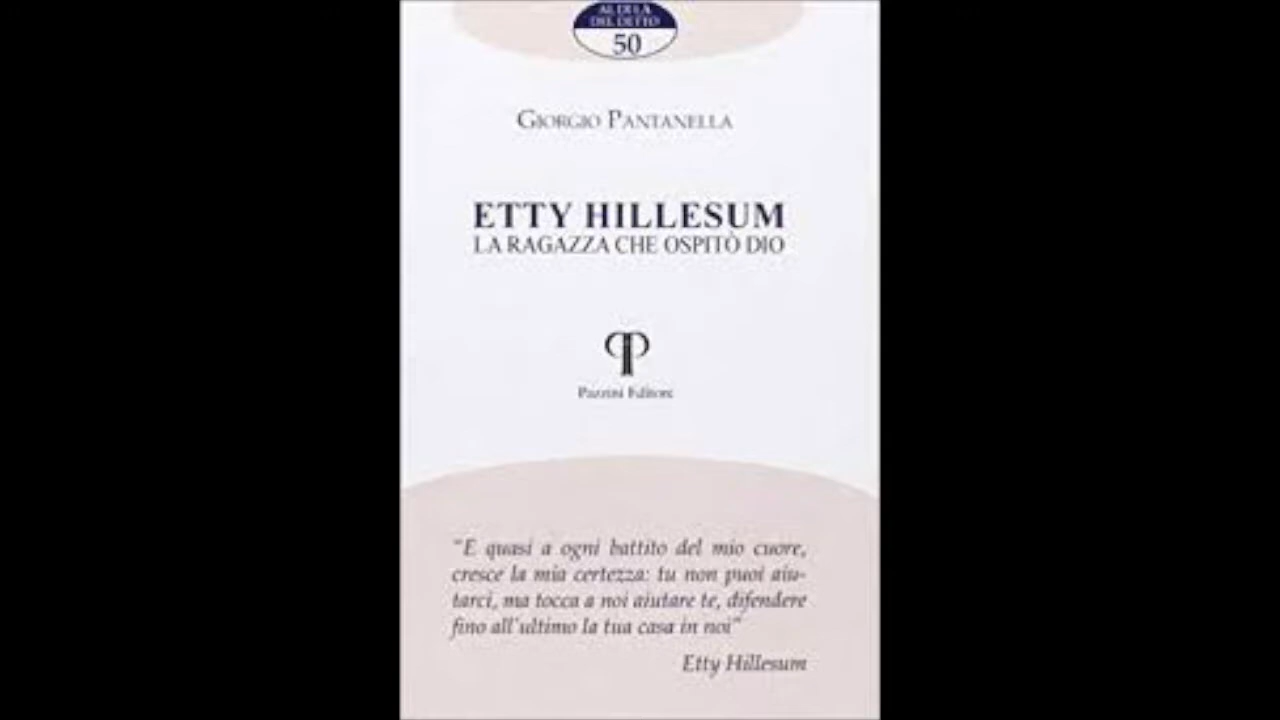 AL DI LÀ
DEL DETTO
50
GIORGIO PANTANELLA
ETTY HILLESUM
LA RAGAZZA CHE OSPITÒ DIO
Pazzini Editore
"E quasi a ogni battito del mio cuore,
cresce la mia certezza: tu non puoi aiu-
tarci, ma tocca a noi aiutare te, difendere
fino all'ultimo la tua casa in noi"
Etty Hillesum